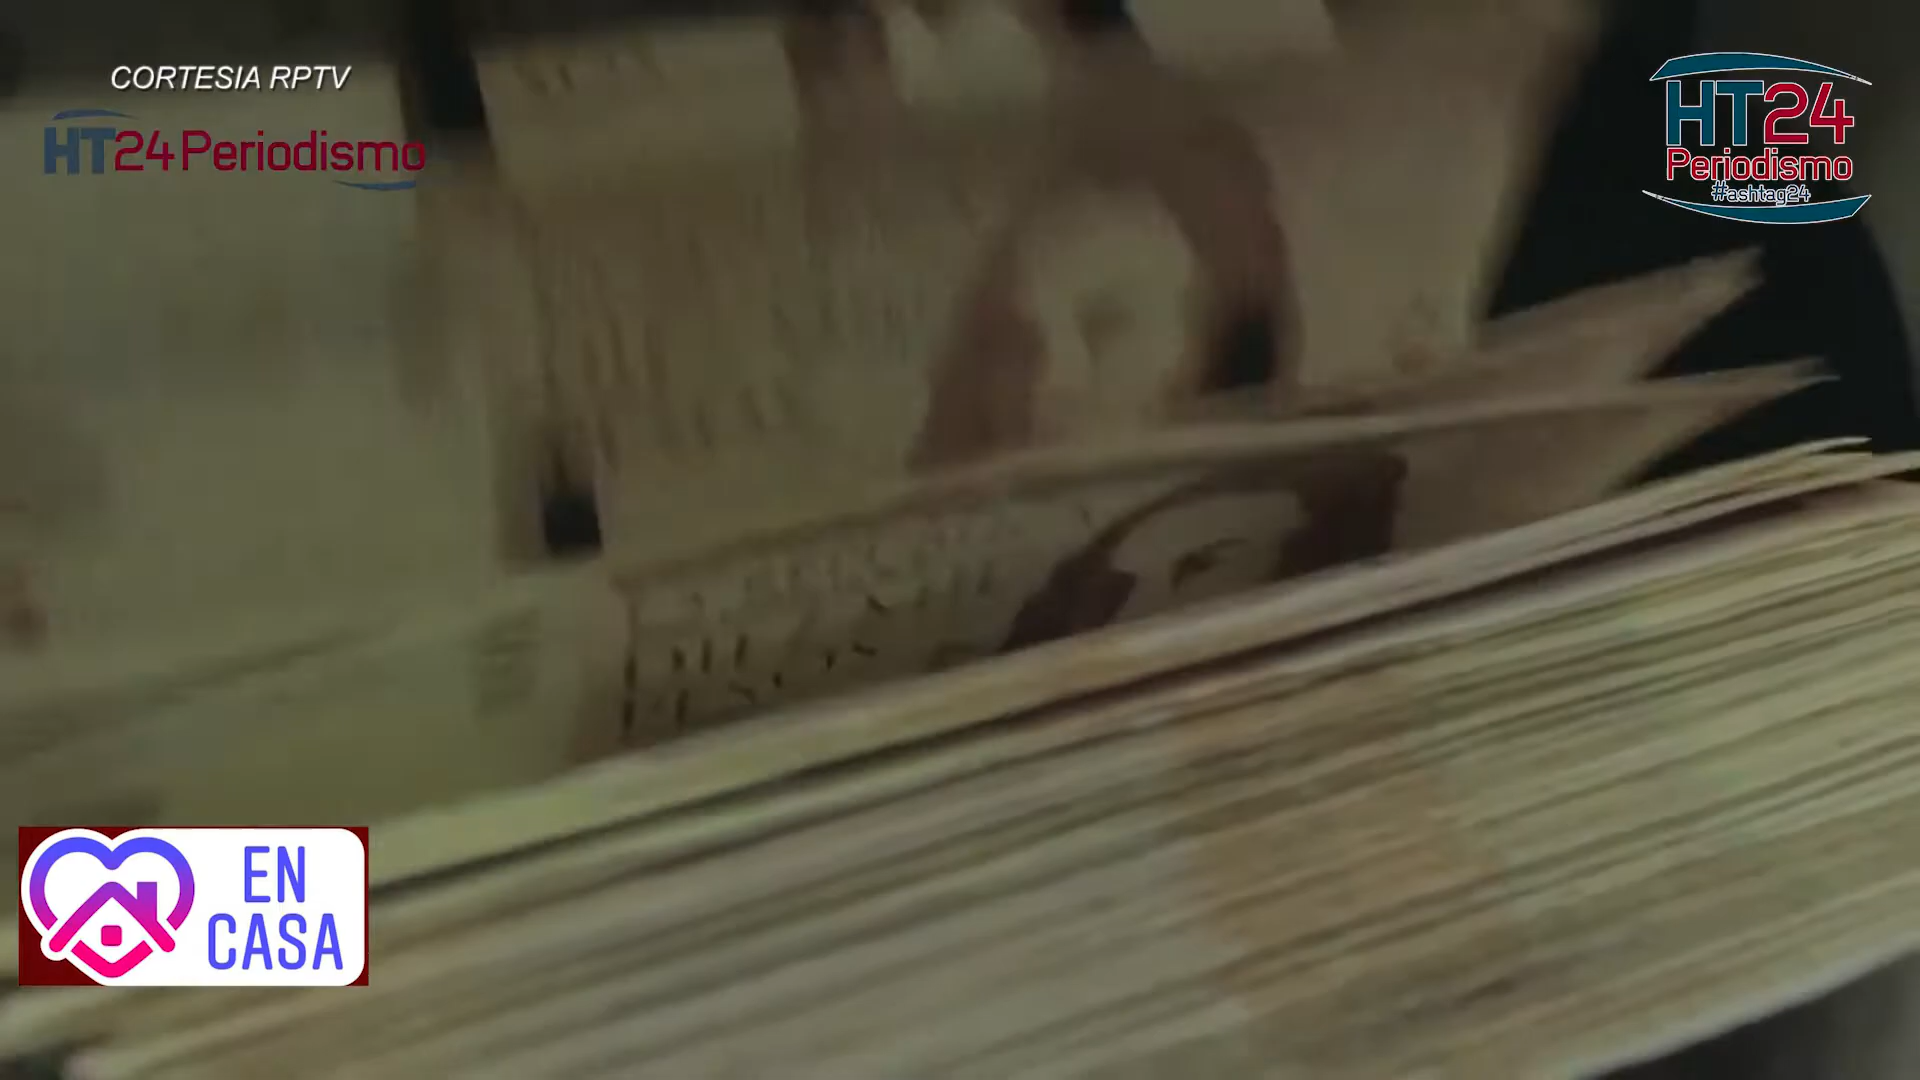 CORTESIA RPTV
HT24 Periodismo
HT24
Periodismo
#ashtag24
EN
CASA